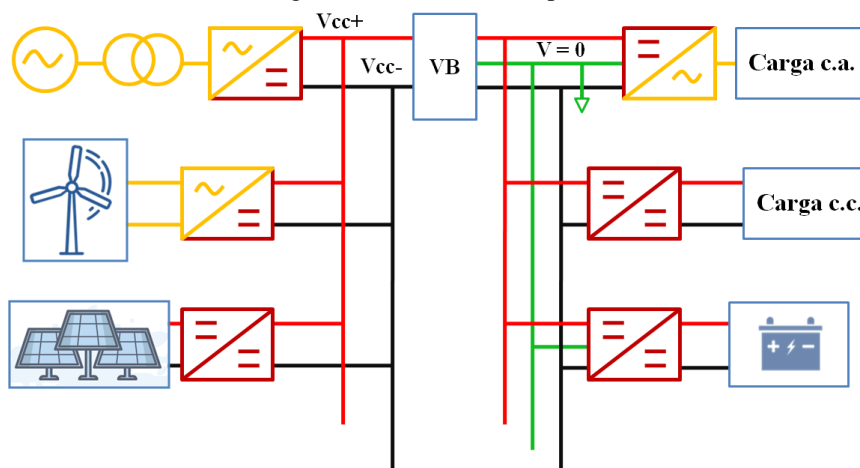 Vcc+
Vcc-
VB
V = 0
Carga c.a.
Carga c.c.